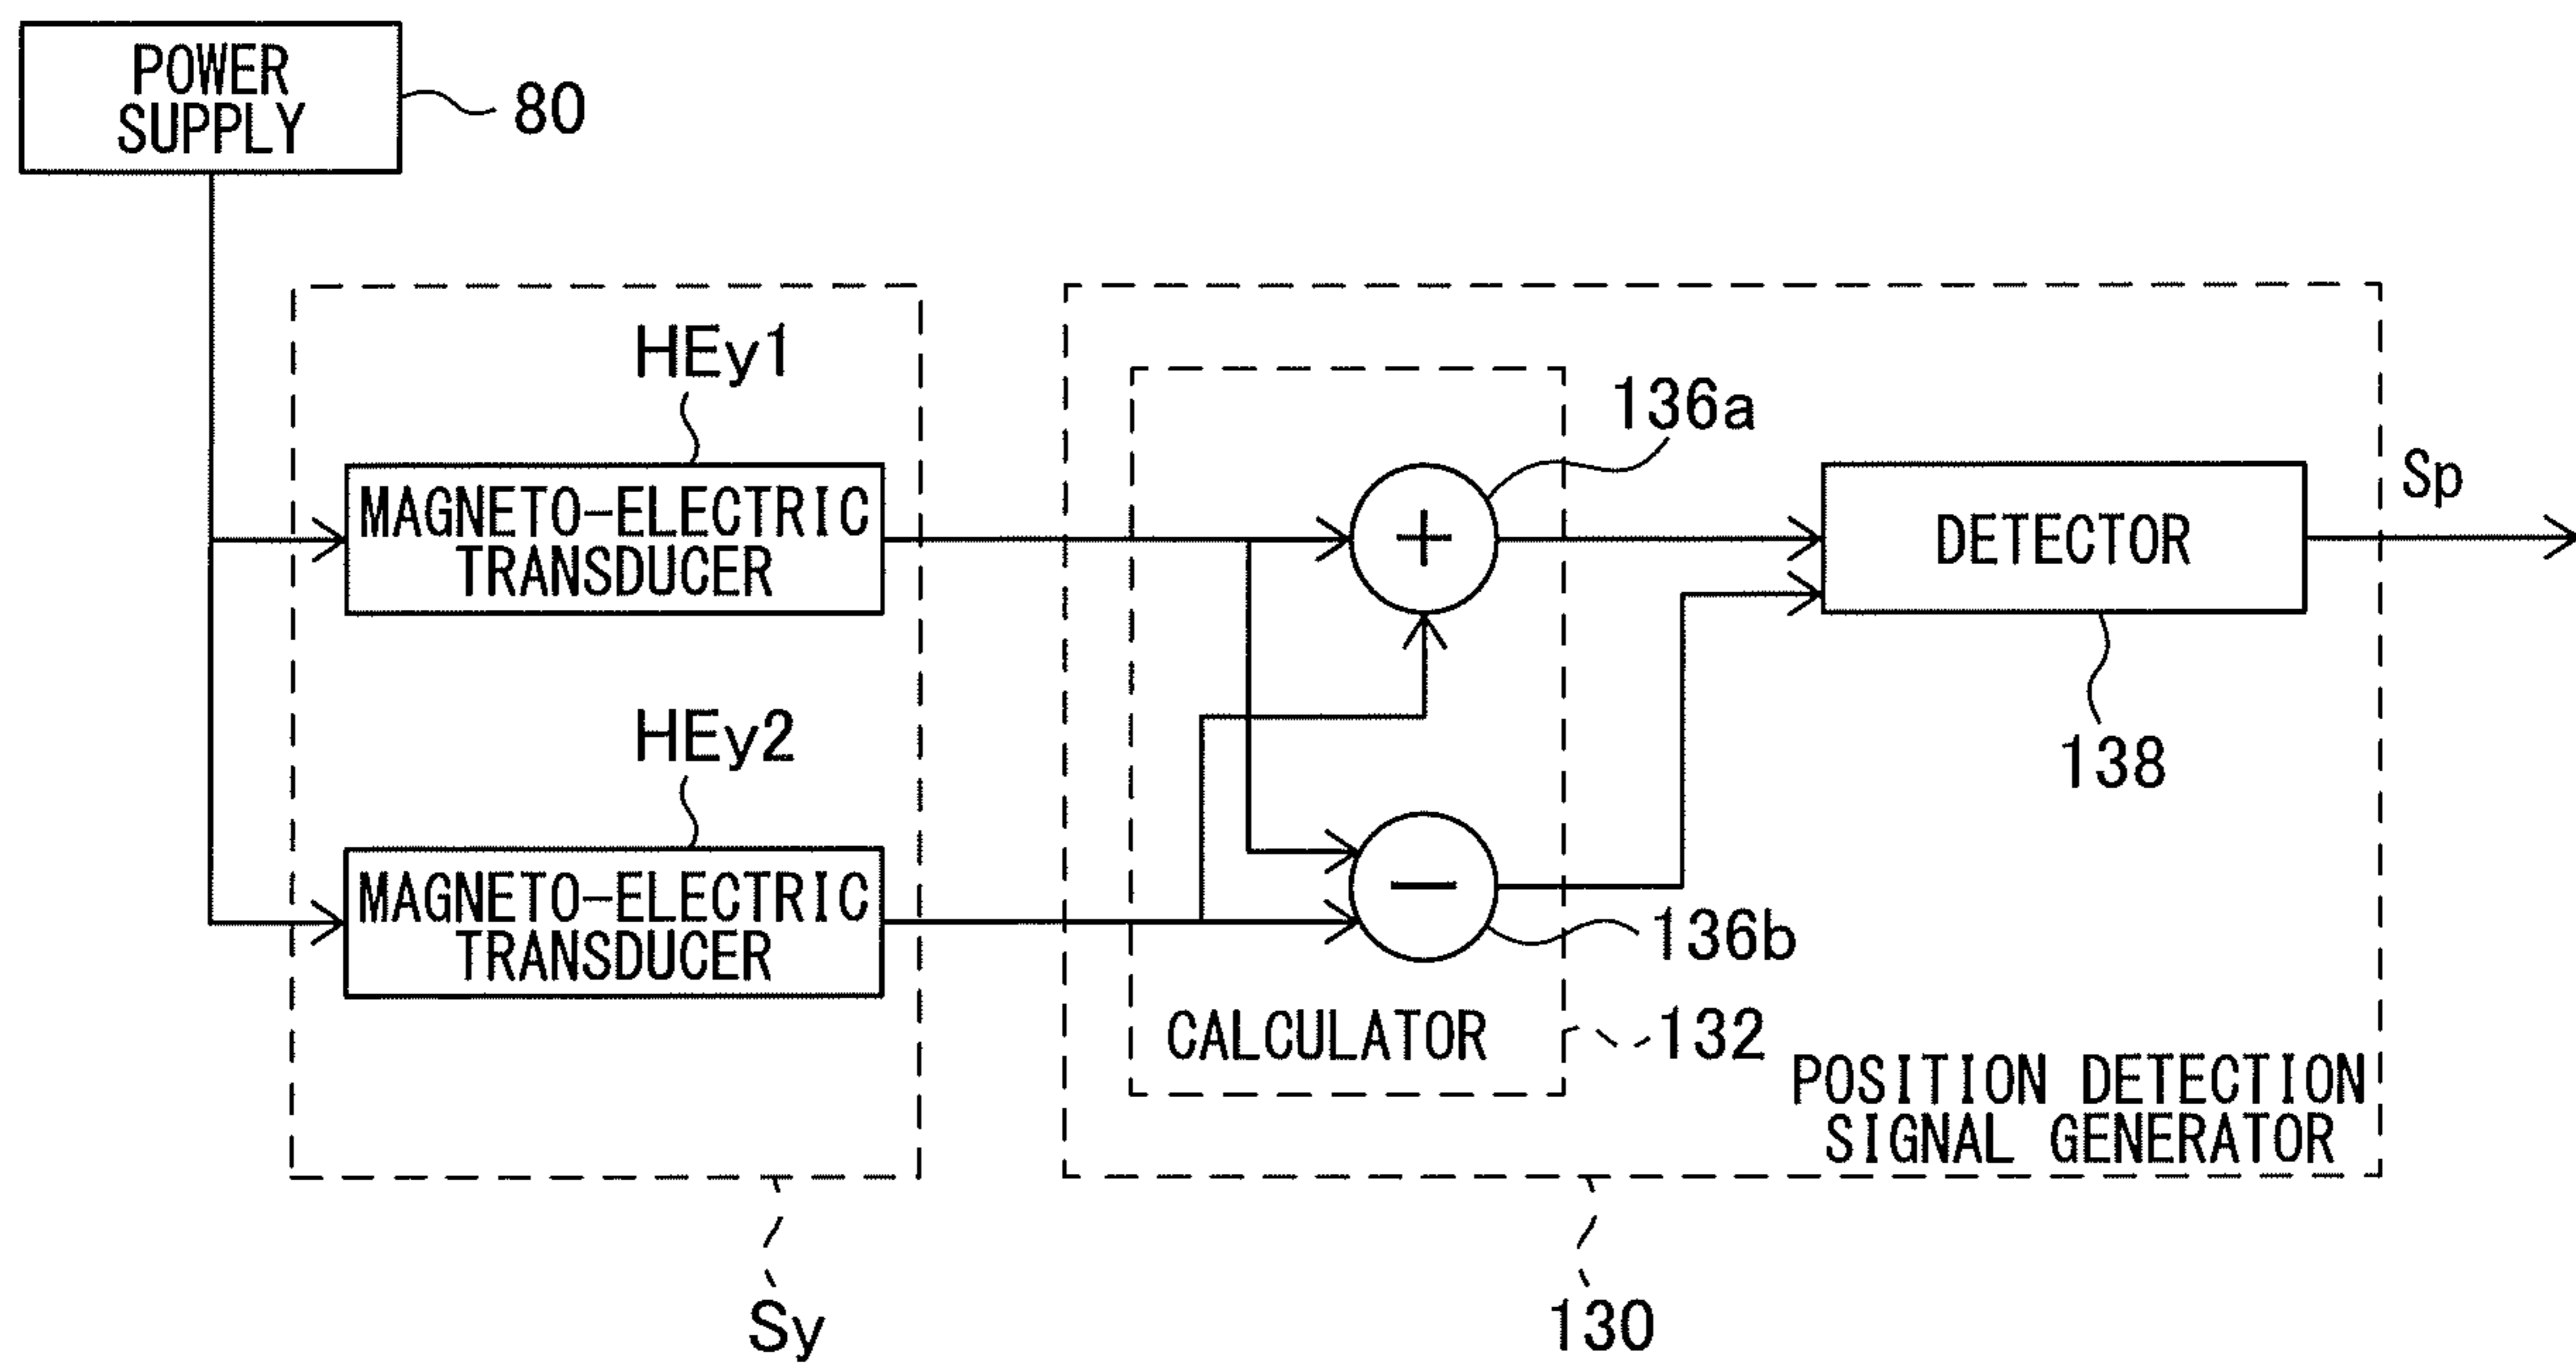 POWER
SUPPLY
80
HEy1
136a
MAGNETO-ELECTRIC
TRANSDUCER
+
DETECTOR
Sp
138
HEy2
MAGNETO-ELECTRIC
TRANSDUCER
−
136b
CALCULATOR
132
POSITION DETECTION
SIGNAL GENERATOR
Sy
130